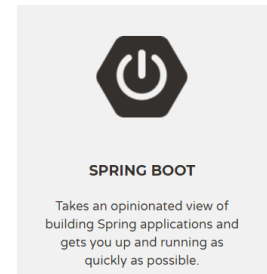 SPRING BOOT
Takes an opinionated view of
building Spring applications and
gets you up and running as
quickly as possible.